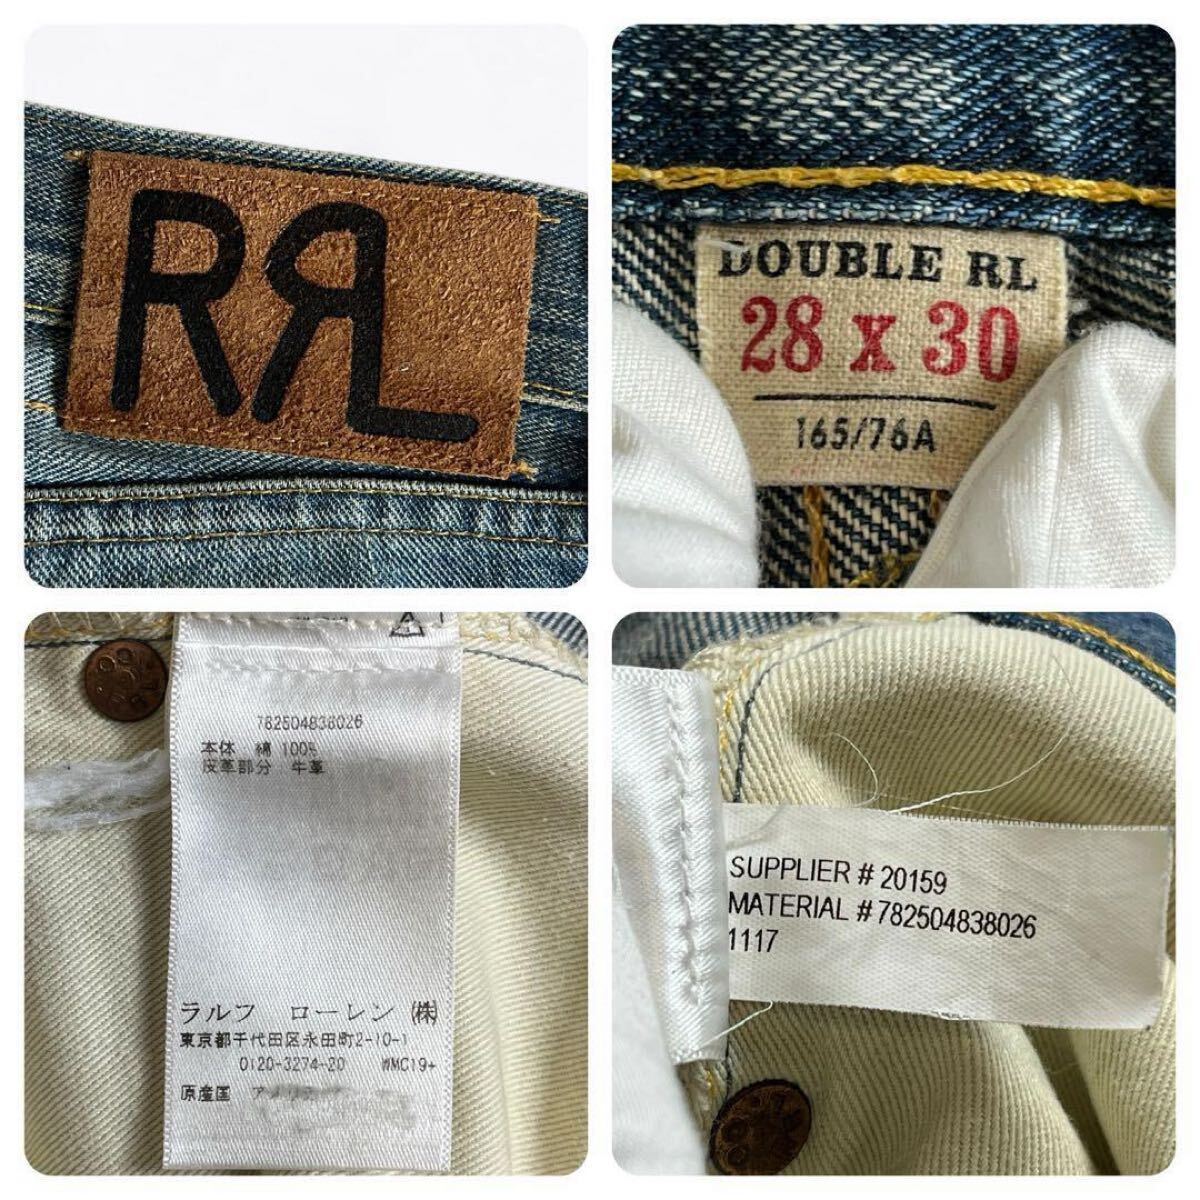 RRL
DOUBLE RL
28 x 30
165/76A
782504838026
本体 綿 100%
皮革部分 牛革
ラルフ ローレン ㈱
東京都千代田区永田町2-10-1
0120-3274-20 WMC19+
原産国
SUPPLIER # 20159
MATERIAL # 782504838026
1117